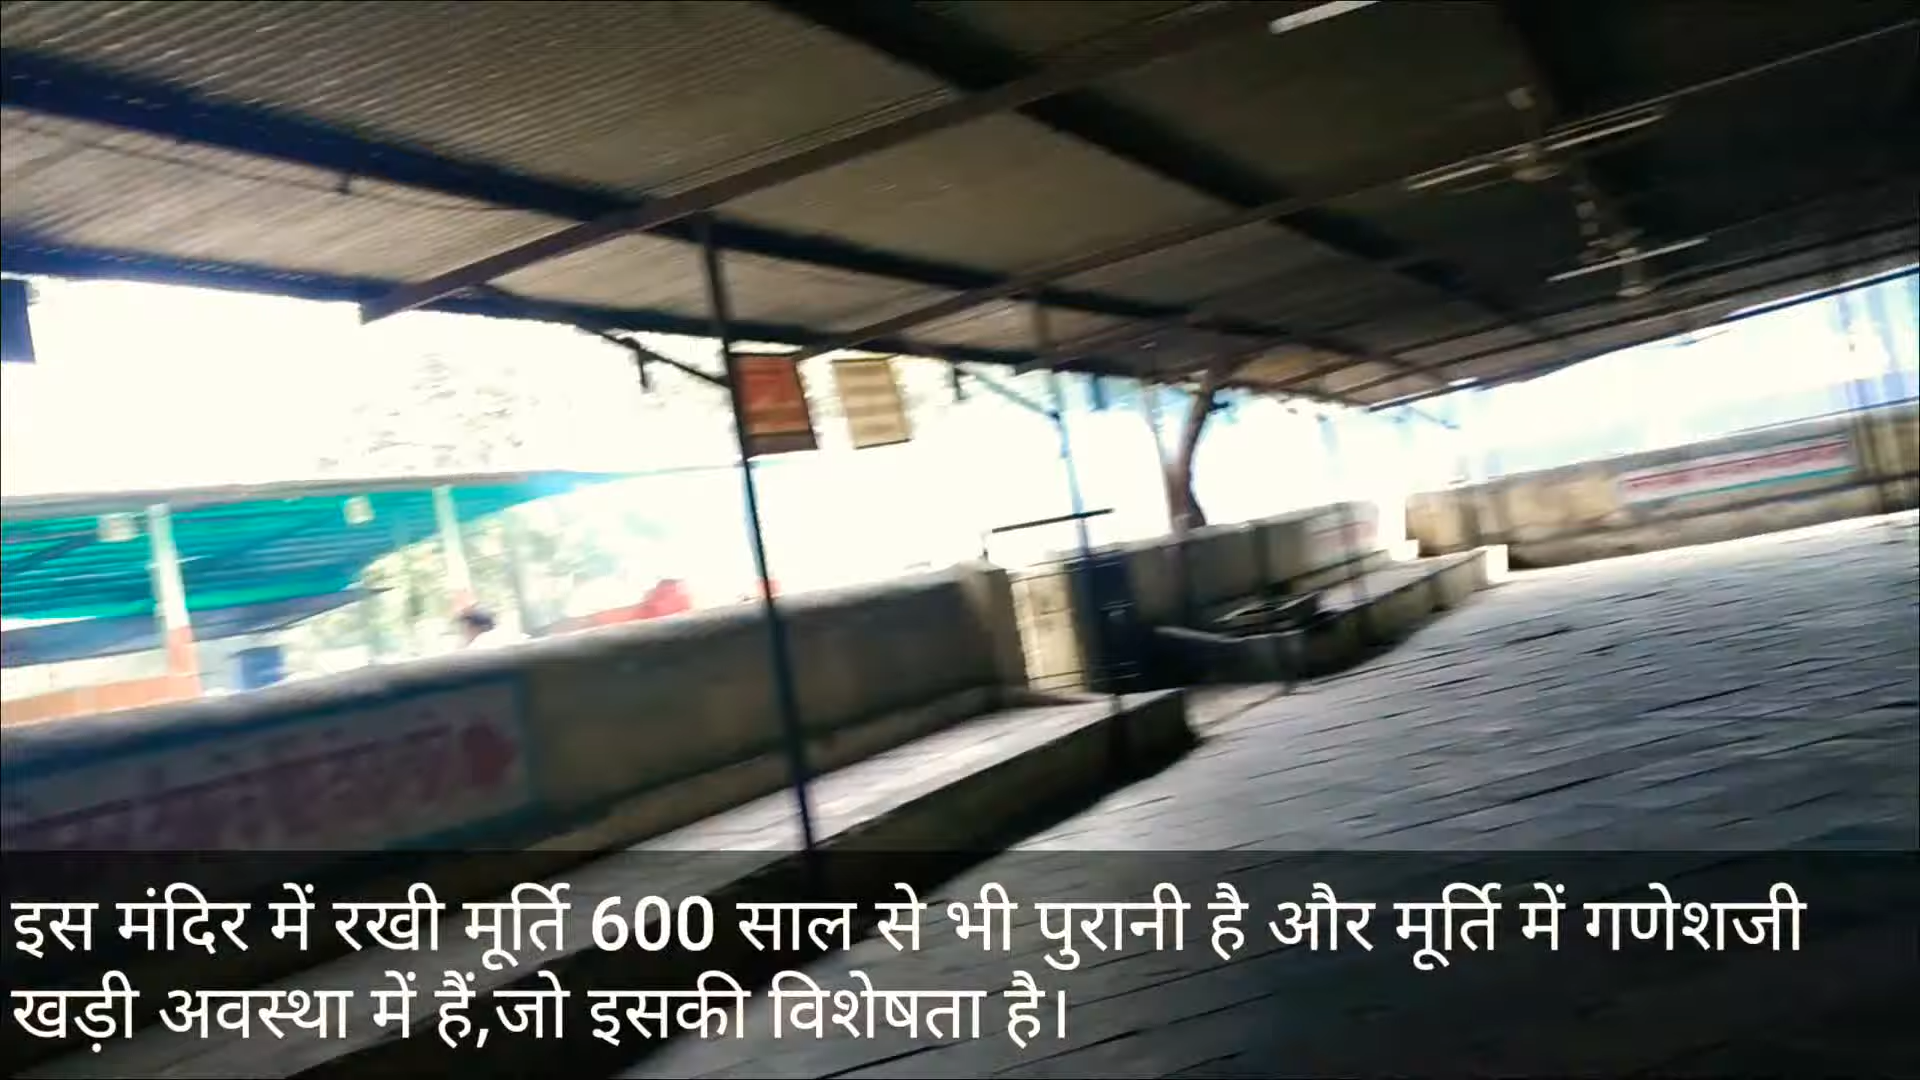 इस मंदिर में रखी मूर्ति 600 साल से भी पुरानी है और मूर्ति में गणेशजी
खड़ी अवस्था में हैं,जो इसकी विशेषता है।